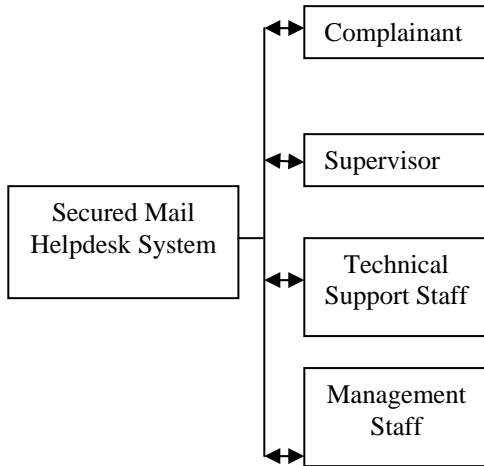 Complainant
Supervisor
Secured Mail
Helpdesk System
Technical
Support Staff
Management
Staff